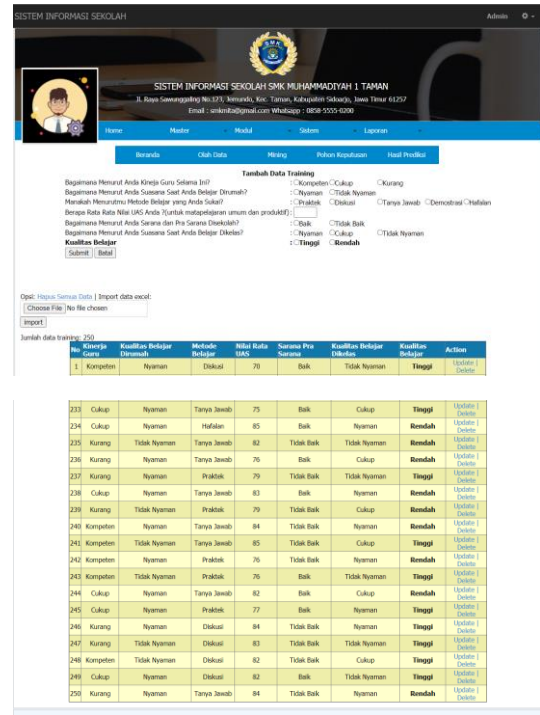 SISTEM INFORMASI SEKOLAH Admin
SISTEM INFORMASI SEKOLAH SMK MUHAMMADIYAH 1 TAMAN
Jl. Raya Sawunggaling No.123, Jemundo, Kec. Taman, Kabupaten Sidoarjo, Jawa Timur 61257
Email : smkmita@gmail.com Whatsapp : 0858-5555-6200
Home Master Modul Sistem Laporan
Beranda Olah Data Mining Pohon Keputusan Hasil Prediksi
Tambah Data Training
Bagaimana Menurut Anda Kineja Guru Selama Ini? : Kompeten Cukup Kurang
Bagaimana Menurut Anda Suasana Saat Anda Belajar Dirumah? : Nyaman Tidak Nyaman
Manakah Menurutmu Metode Belajar yang Anda Sukai? : Praktek Diskusi Tanya Jawab Demostrasi Hafalan
Berapa Rata Rata Nilai UAS Anda ?(untuk matapelajaran umum dan produktif) :
Bagaimana Menurut Anda Sarana dan Pra Sarana Disekolah? : Baik Tidak Baik
Bagaimana Menurut Anda Suasana Saat Anda Belajar Dikelas? : Nyaman Cukup Tidak Nyaman
Kualitas Belajar : Tinggi Rendah
Submit Batal
Opsi: Hapus Semua Data | Import data excel:
Choose File No file chosen
Import
Jumlah data training: 250
No Kinerja Guru Kualitas Belajar Dirumah Metode Belajar Nilai Rata UAS Sarana Pra Sarana Kualitas Belajar Dikelas Kualitas Belajar Action
1 Kompeten Nyaman Diskusi 70 Baik Tidak Nyaman Tinggi Update | Delete
233 Cukup Nyaman Tanya Jawab 75 Baik Cukup Tinggi Update | Delete
234 Cukup Nyaman Hafalan 85 Baik Nyaman Rendah Update | Delete
235 Kurang Tidak Nyaman Tanya Jawab 82 Tidak Baik Tidak Nyaman Rendah Update | Delete
236 Kurang Nyaman Tanya Jawab 76 Baik Cukup Rendah Update | Delete
237 Kurang Nyaman Praktek 79 Tidak Baik Tidak Nyaman Tinggi Update | Delete
238 Cukup Nyaman Tanya Jawab 83 Baik Nyaman Tinggi Update | Delete
239 Kurang Tidak Nyaman Praktek 79 Tidak Baik Cukup Rendah Update | Delete
240 Kompeten Nyaman Tanya Jawab 84 Tidak Baik Nyaman Rendah Update | Delete
241 Kompeten Tidak Nyaman Tanya Jawab 85 Tidak Baik Cukup Tinggi Update | Delete
242 Kompeten Nyaman Praktek 76 Tidak Baik Nyaman Rendah Update | Delete
243 Kompeten Tidak Nyaman Praktek 76 Baik Tidak Nyaman Tinggi Update | Delete
244 Cukup Nyaman Tanya Jawab 82 Baik Cukup Rendah Update | Delete
245 Cukup Nyaman Praktek 77 Baik Nyaman Tinggi Update | Delete
246 Kurang Nyaman Diskusi 84 Tidak Baik Nyaman Tinggi Update | Delete
247 Kurang Tidak Nyaman Diskusi 83 Tidak Baik Tidak Nyaman Tinggi Update | Delete
248 Kompeten Tidak Nyaman Diskusi 82 Tidak Baik Cukup Tinggi Update | Delete
249 Cukup Tidak Nyaman Diskusi 82 Baik Tidak Nyaman Tinggi Update | Delete
250 Kurang Nyaman Tanya Jawab 84 Tidak Baik Nyaman Rendah Update | Delete